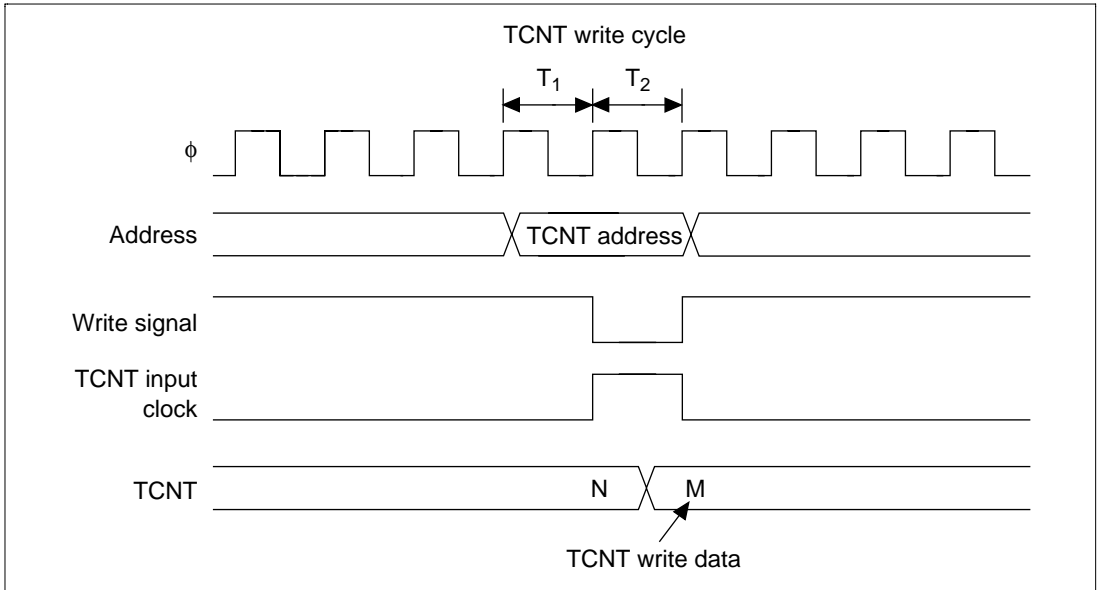 TCNT write cycle
T1 T2
ϕ
Address
TCNT address
Write signal
TCNT input
clock
TCNT
N
M
TCNT write data